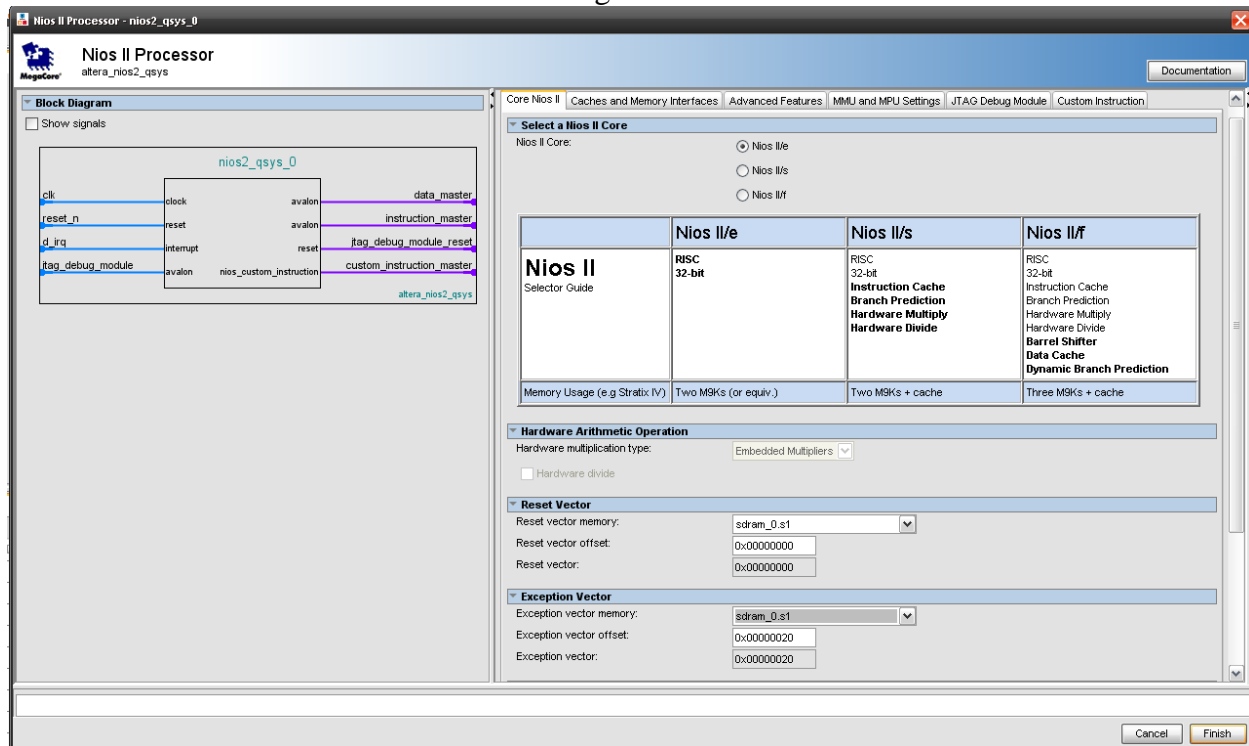 Nios II Processor - nios2_qsys_0
MegaCore'
Nios II Processor
altera_nios2_qsys
Documentation
Block Diagram
Show signals
nios2_qsys_0
clk
clock
avalon
data_master
reset_n
reset
avalon
instruction_master
d_irq
interrupt
reset
jtag_debug_module_reset
jtag_debug_module
avalon
nios_custom_instruction
custom_instruction_master
altera_nios2_qsys
Core Nios II
Caches and Memory Interfaces
Advanced Features
MMU and MPU Settings
JTAG Debug Module
Custom Instruction
Select a Nios II Core
Nios II Core:
Nios II/e
Nios II/s
Nios II/f
Nios II/e
Nios II/s
Nios II/f
Nios II
Selector Guide
RISC
32-bit
RISC
32-bit
Instruction Cache
Branch Prediction
Hardware Multiply
Hardware Divide
RISC
32-bit
Instruction Cache
Branch Prediction
Hardware Multiply
Hardware Divide
Barrel Shifter
Data Cache
Dynamic Branch Prediction
Memory Usage (e.g Stratix IV)
Two M9Ks (or equiv.)
Two M9Ks + cache
Three M9Ks + cache
Hardware Arithmetic Operation
Hardware multiplication type:
Embedded Multipliers
Hardware divide
Reset Vector
Reset vector memory:
sdram_0.s1
Reset vector offset:
0x00000000
Reset vector:
0x00000000
Exception Vector
Exception vector memory:
sdram_0.s1
Exception vector offset:
0x00000020
Exception vector:
0x00000020
Cancel
Finish